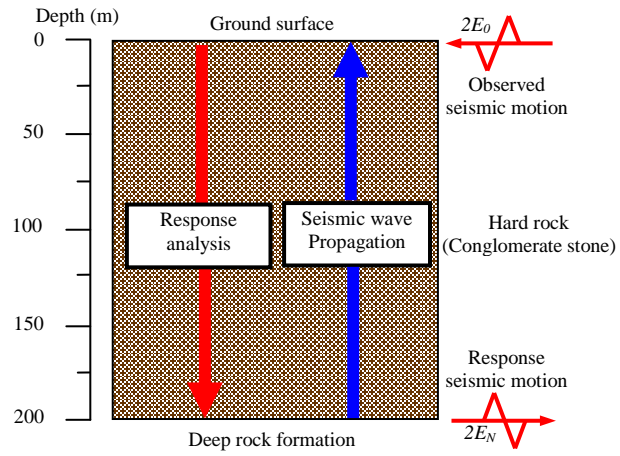 Depth (m)
Ground surface
0
2E0
Observed
seismic motion
50
Response
analysis
Seismic wave
Propagation
100
Hard rock
(Conglomerate stone)
150
Response
seismic motion
200
2EN
Deep rock formation